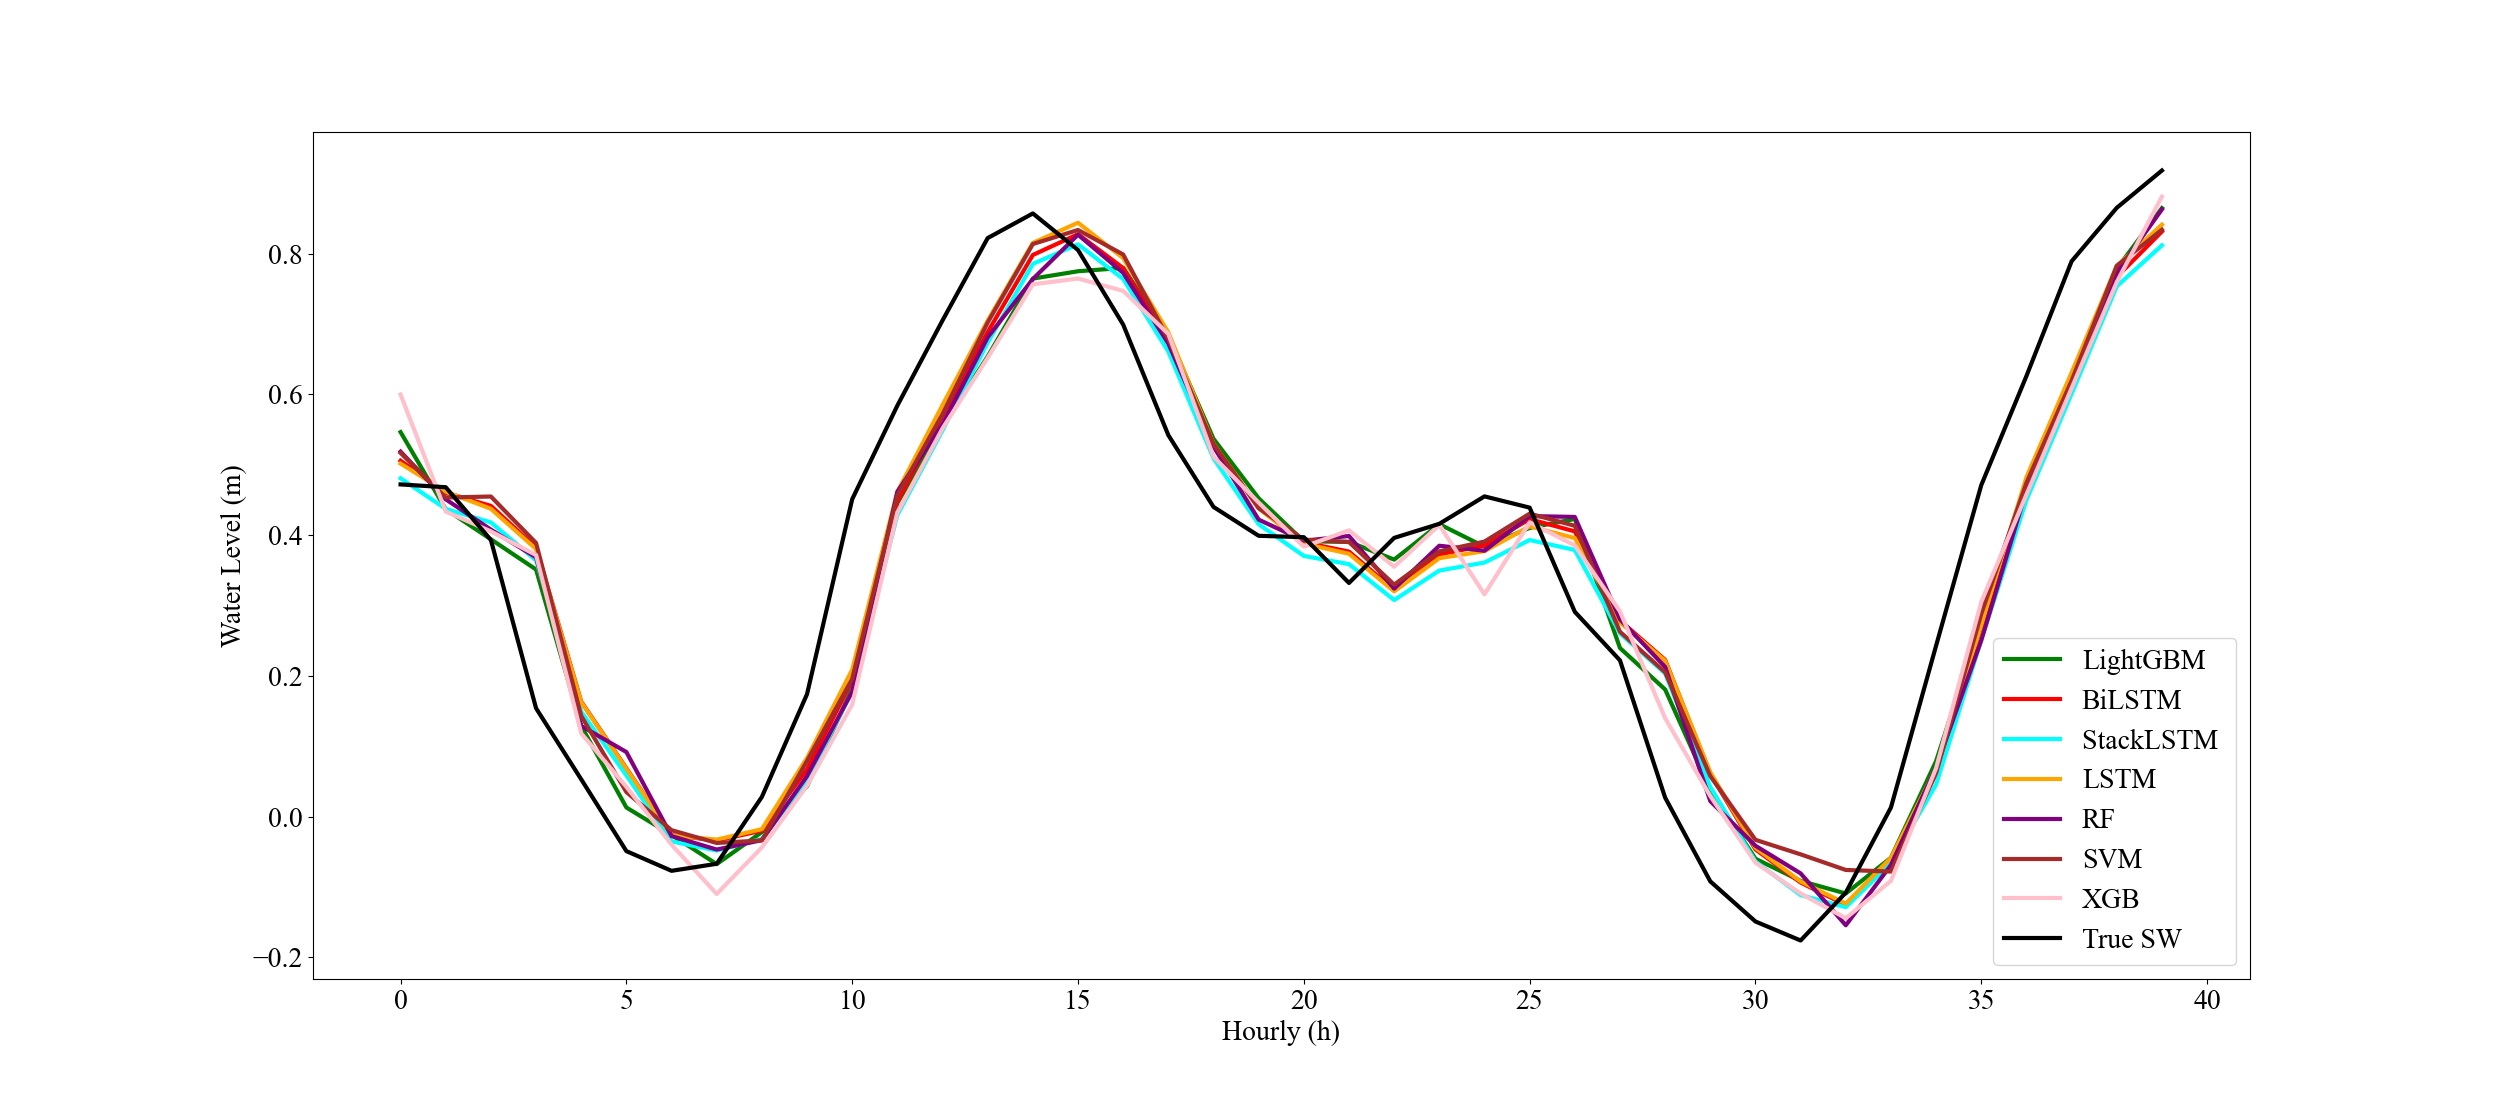 Water Level (m)
0.8
0.6
0.4
0.2
0.0
−0.2
0 5 10 15 20 25 30 35 40
Hourly (h)
LightGBM
BiLSTM
StackLSTM
LSTM
RF
SVM
XGB
True SW